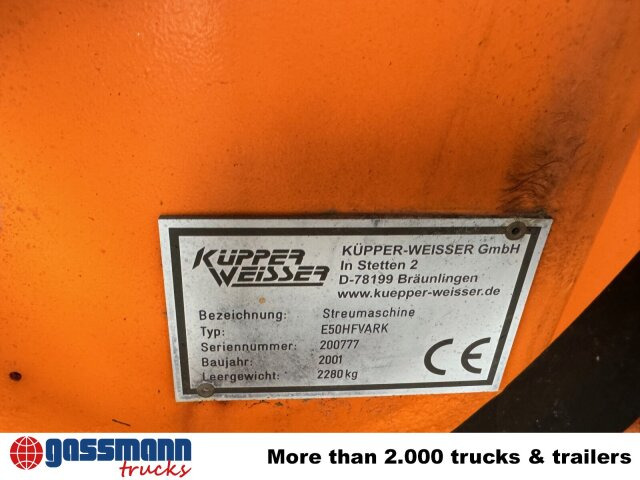 KÜPPER WEISSER
KÜPPER-WEISSER GmbH
In Stetten 2
D-78199 Bräunlingen
www.kuepper-weisser.de
Bezeichnung: Streumaschine
Typ: E50HFVARK
Seriennummer: 200777
Baujahr: 2001
Leergewicht: 2280 kg
CE
gassmann trucks
More than 2.000 trucks & trailers